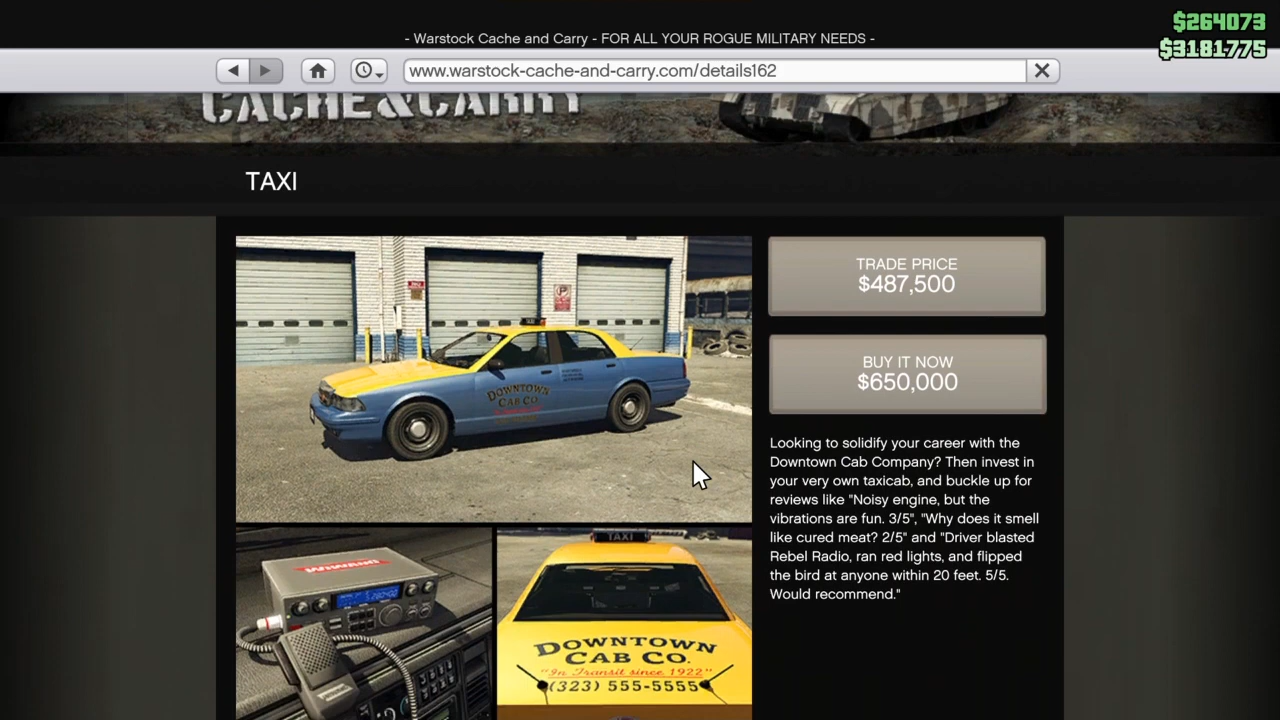 $264073
- Warstock Cache and Carry - FOR ALL YOUR ROGUE MILITARY NEEDS -
$3181775
www.warstock-cache-and-carry.com/details162
CACHE&CARRY
TAXI
TRADE PRICE
$487,500
BUY IT NOW
$650,000
Looking to solidify your career with the
Downtown Cab Company? Then invest in
your very own taxicab, and buckle up for
reviews like "Noisy engine, but the
vibrations are fun. 3/5", "Why does it smell
like cured meat? 2/5" and "Driver blasted
Rebel Radio, ran red lights, and flipped
the bird at anyone within 20 feet. 5/5.
Would recommend."
DOWNTOWN
CAB CO.
TAXI
DOWNTOWN
CAB CO.
"In Transit since 1922"
(323) 555-5555